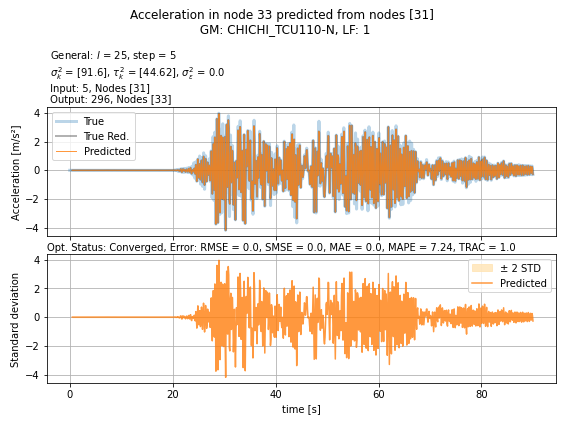 Acceleration in node 33 predicted from nodes [31]
GM: CHICHI_TCU110-N, LF: 1
General: l = 25, step = 5
σ²ₖ = [91.6], τ²ₖ = [44.62], σ²ε = 0.0
Input: 5, Nodes [31]
Output: 296, Nodes [33]
Acceleration [m/s²]
4
2
0
−2
−4
True
True Red.
Predicted
Opt. Status: Converged, Error: RMSE = 0.0, SMSE = 0.0, MAE = 0.0, MAPE = 7.24, TRAC = 1.0
Standard deviation
4
2
0
−2
−4
± 2 STD
Predicted
0 20 40 60 80
time [s]